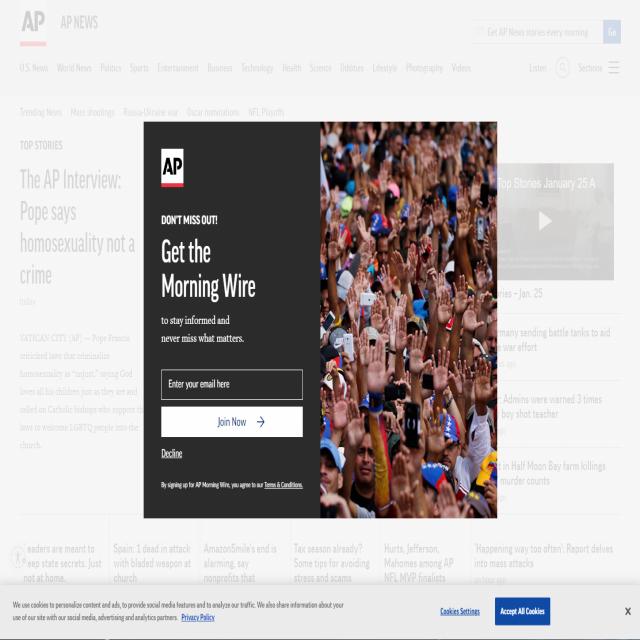 AP
AP NEWS
Get AP News stories every morning
Go
U.S. News World News Politics Sports Entertainment Business Technology Health Science Oddities Lifestyle Photography Videos
Listen
Sections
Trending News Mass shootings Russia-Ukraine war Oscar nominations NFL Playoffs
TOP STORIES
The AP Interview:
Pope says
homosexuality not a
crime
today
VATICAN CITY (AP) — Pope Francis
criticized laws that criminalize
homosexuality as “unjust,” saying God
loves all his children just as they are and
called on Catholic bishops who support the
laws to welcome LGBTQ people into the
church.
AP
DON'T MISS OUT!
Get the
Morning Wire
to stay informed and
never miss what matters.
Enter your email here
Join Now
Decline
By signing up for AP Morning Wire, you agree to our Terms & Conditions.
Top Stories January 25 A
ries – Jan. 25
many sending battle tanks to aid
war effort
: Admins were warned 3 times
boy shot teacher
t in Half Moon Bay farm killings
murder counts
eaders are meant to
eep state secrets. Just
not at home.
Spain: 1 dead in attack
with bladed weapon at
church
AmazonSmile's end is
alarming, say
nonprofits that
Tax season already?
Some tips for avoiding
stress and scams
Hurts, Jefferson,
Mahomes among AP
NFL MVP finalists
'Happening way too often': Report delves
into mass attacks
an hour ago
We use cookies to personalize content and ads, to provide social media features and to analyze our traffic. We also share information about your
use of our site with our social media, advertising and analytics partners. Privacy Policy
Cookies Settings
Accept All Cookies
X